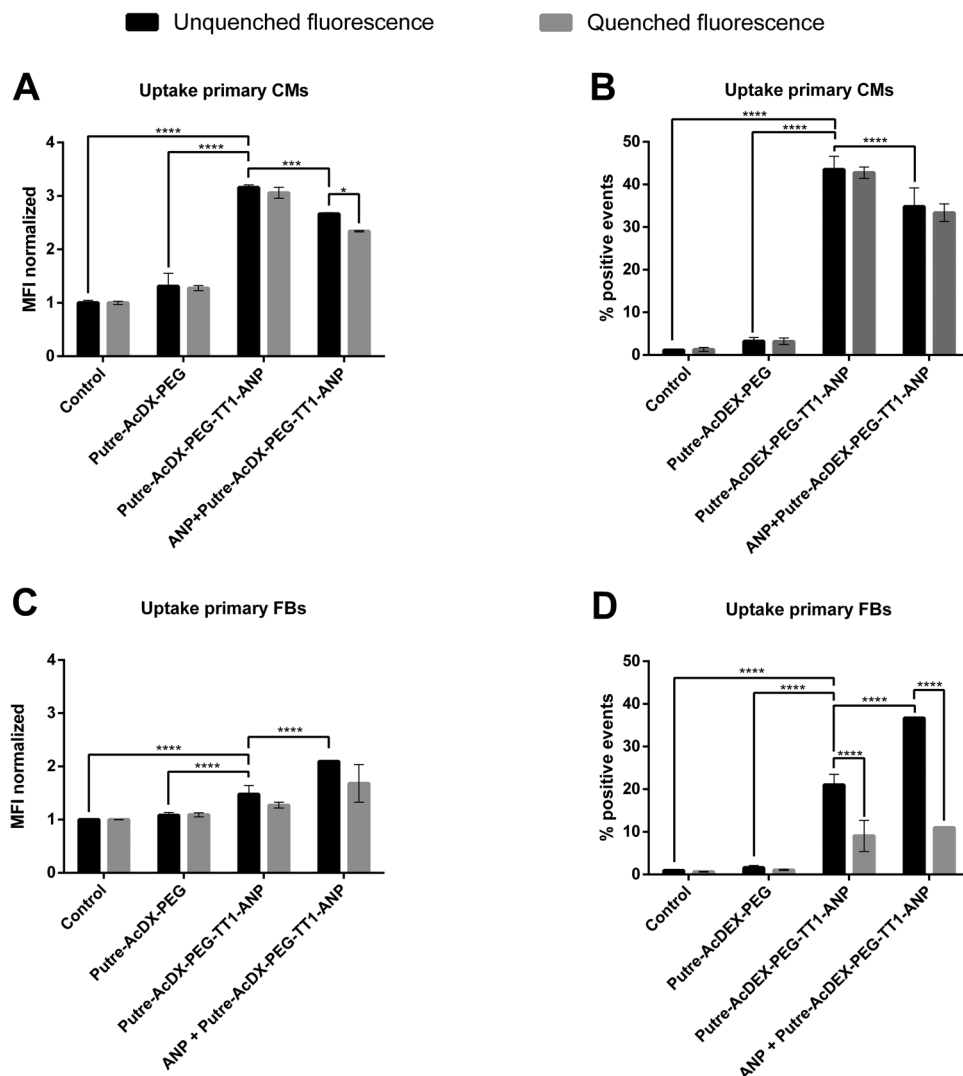 Unquenched fluorescence
Quenched fluorescence
A
Uptake primary CMs
MFI normalized
4
3
2
1
0
****
****
***
*
Control
Putre-AcDX-PEG
Putre-AcDX-PEG-TT1-ANP
ANP+Putre-AcDX-PEG-TT1-ANP
B
Uptake primary CMs
% positive events
50
40
30
20
10
0
****
****
****
Control
Putre-AcDEX-PEG
Putre-AcDEX-PEG-TT1-ANP
ANP+Putre-AcDEX-PEG-TT1-ANP
C
Uptake primary FBs
MFI normalized
4
3
2
1
0
****
****
****
Control
Putre-AcDX-PEG
Putre-AcDX-PEG-TT1-ANP
ANP + Putre-AcDX-PEG-TT1-ANP
D
Uptake primary FBs
% positive events
50
40
30
20
10
0
****
****
****
****
****
Control
Putre-AcDEX-PEG
Putre-AcDEX-PEG-TT1-ANP
ANP + Putre-AcDEX-PEG-TT1-ANP